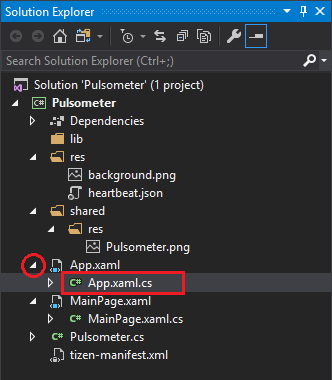 Solution Explorer
Search Solution Explorer (Ctrl+;)
Solution 'Pulsometer' (1 project)
C# Pulsometer
Dependencies
lib
res
background.png
heartbeat.json
shared
res
Pulsometer.png
App.xaml
C# App.xaml.cs
MainPage.xaml
C# MainPage.xaml.cs
C# Pulsometer.cs
tizen-manifest.xml